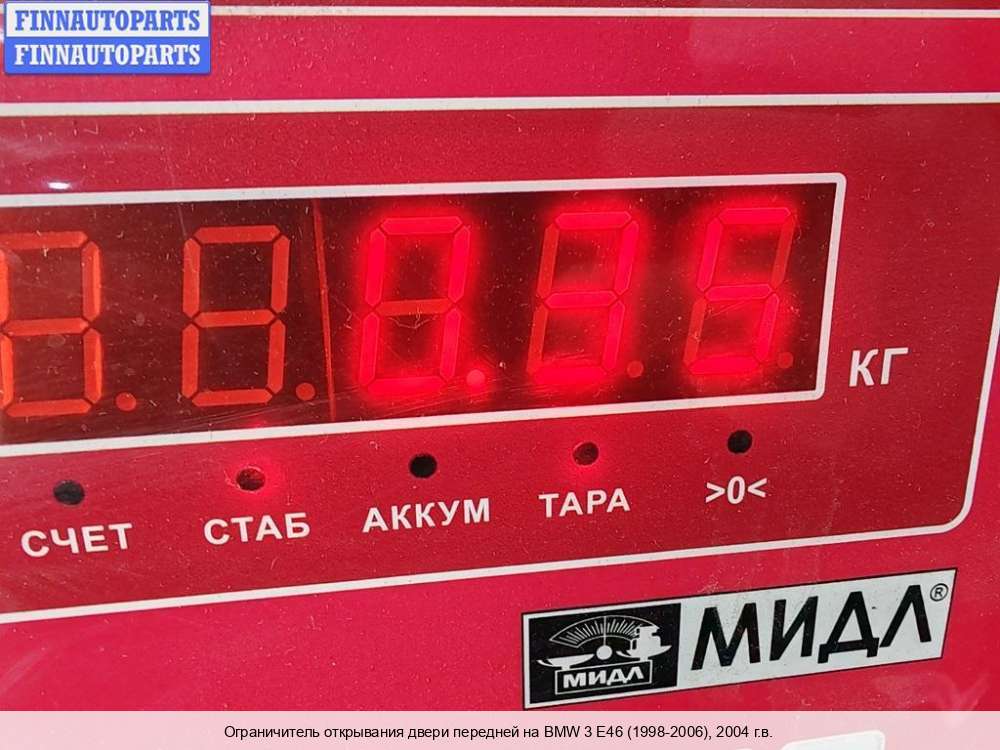 FINNAUTOPARTS
FINNAUTOPARTS
0.35
КГ
СЧЕТ СТАБ АККУМ ТАРА >0<
МИДЛ
МИДЛ®
Ограничитель открывания двери передней на BMW 3 E46 (1998-2006), 2004 г.в.